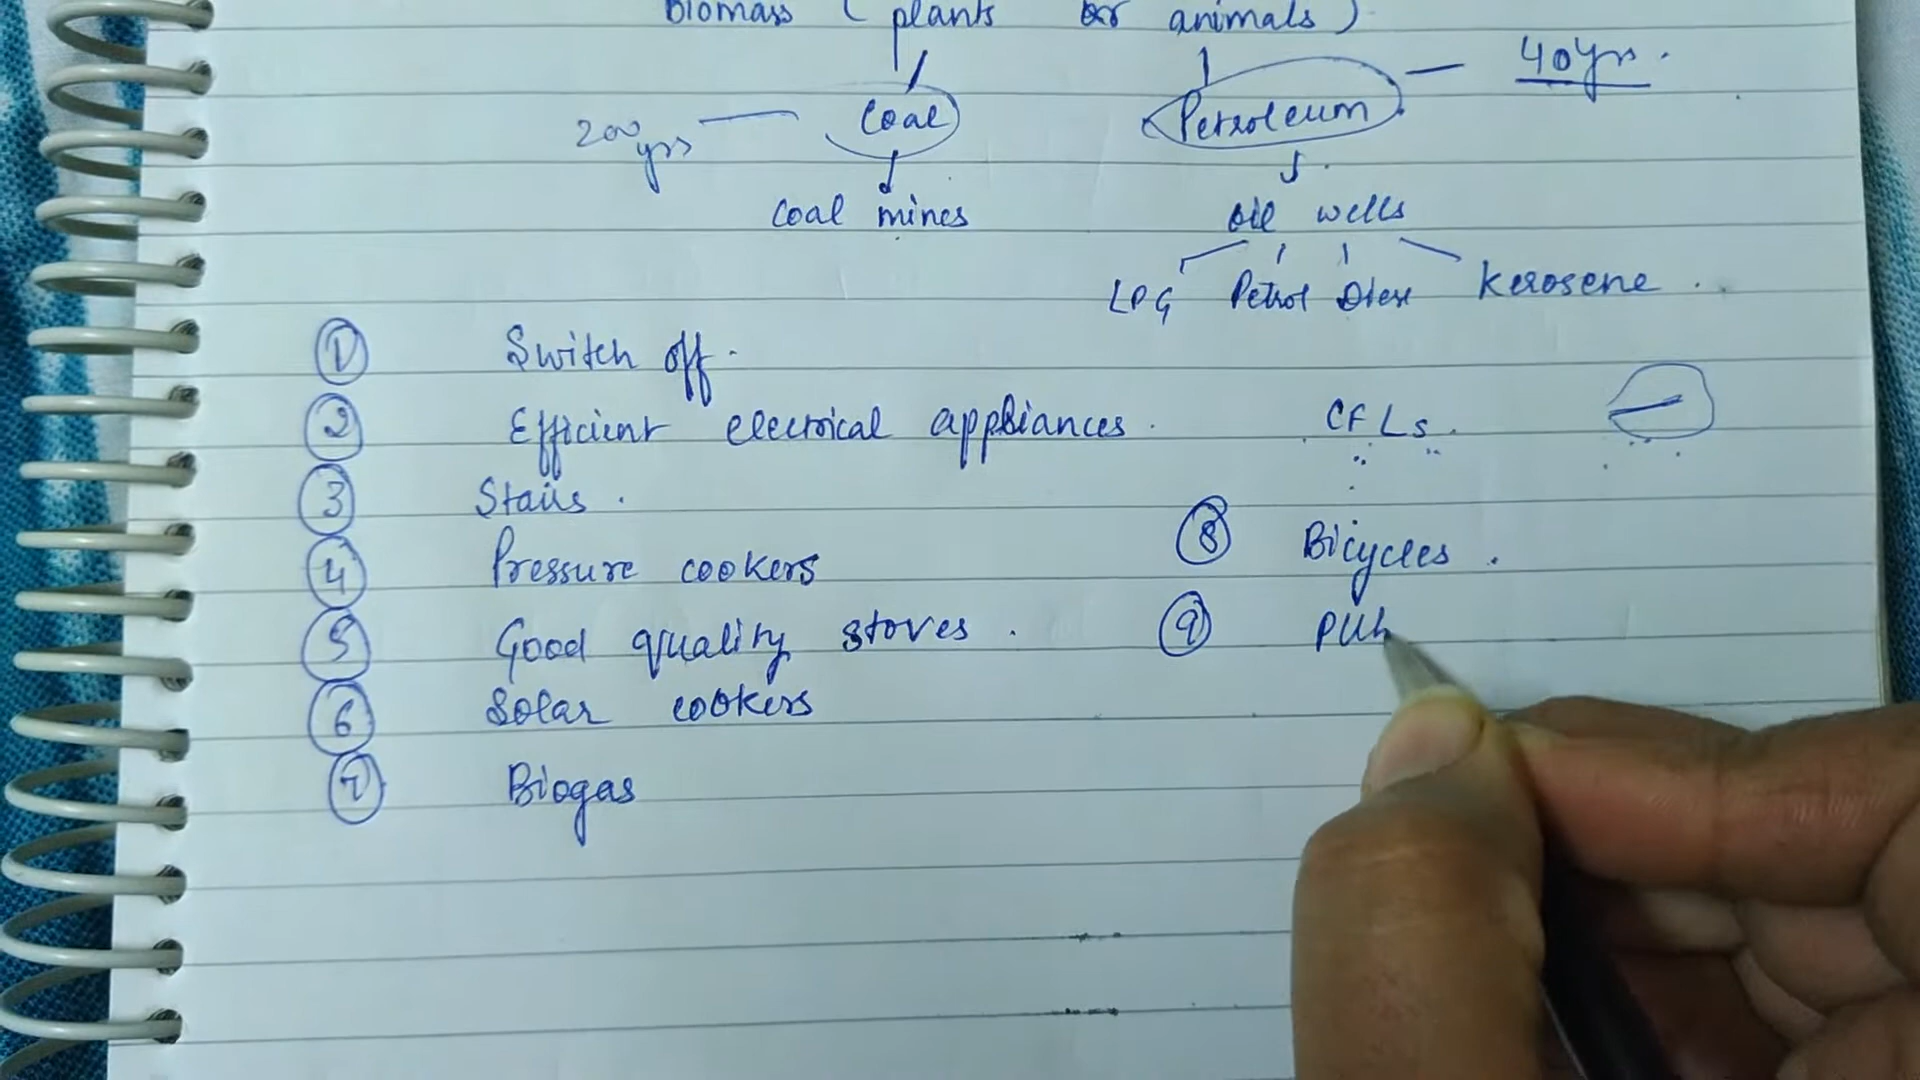 Biomass ( plants or animals )
40yrs.
200 yrs — Coal
Petroleum
Coal mines
oil wells
LPG Petrol Diesel Kerosene.
① Switch off.
② Efficient electrical appliances. CFLs.
③ Stairs.
④ Pressure cookers
⑤ Good quality stoves.
⑥ Solar cookers
⑦ Biogas
⑧ Bicycles.
⑨ Pub